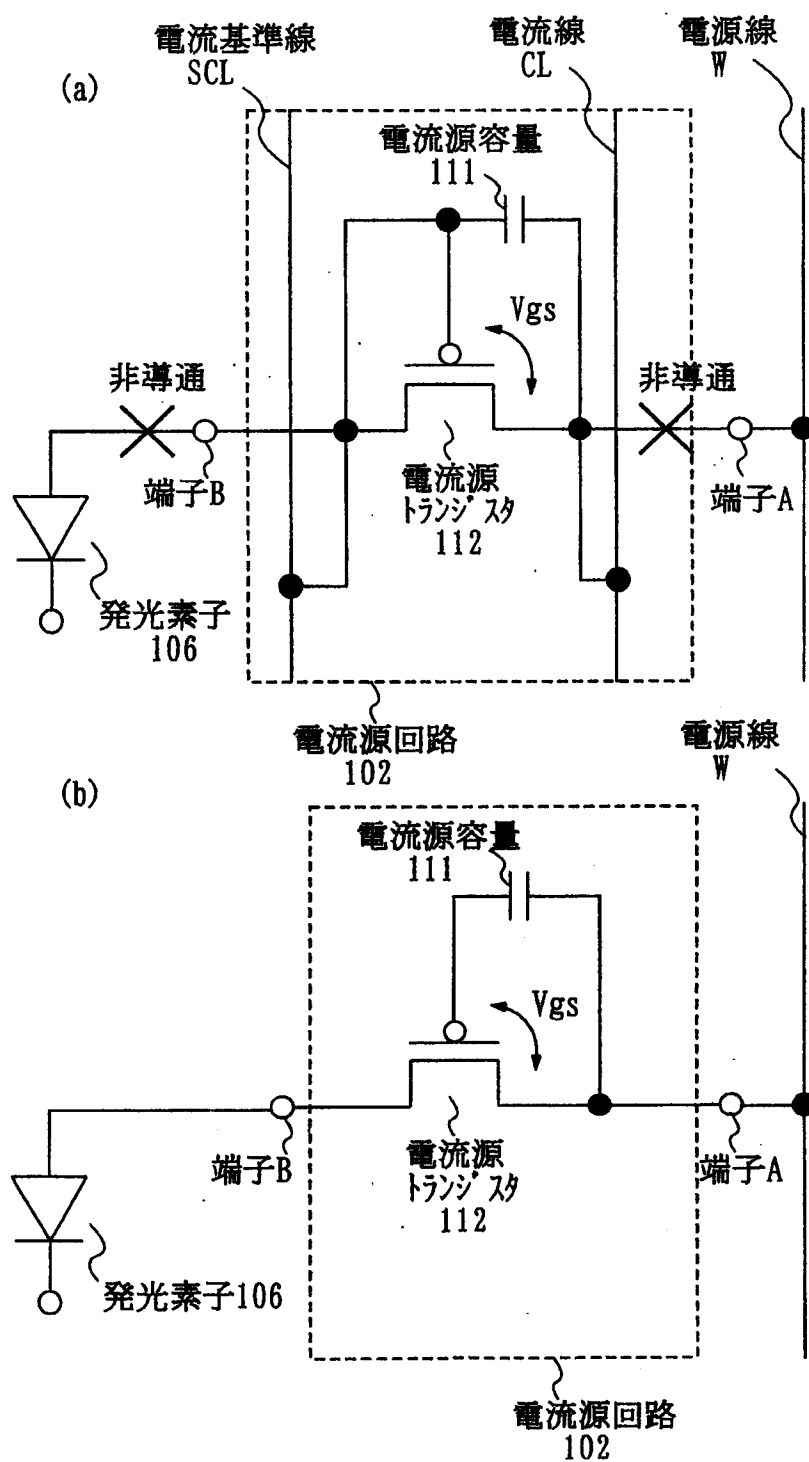 電流基準線
SCL
電流線
CL
電源線
W
(a)
電流源容量
111
Vgs
非導通
非導通
端子B
電流源
トランジスタ
112
端子A
発光素子
106
電流源回路
102
電源線
W
(b)
電流源容量
111
Vgs
端子B
電流源
トランジスタ
112
端子A
発光素子106
電流源回路
102